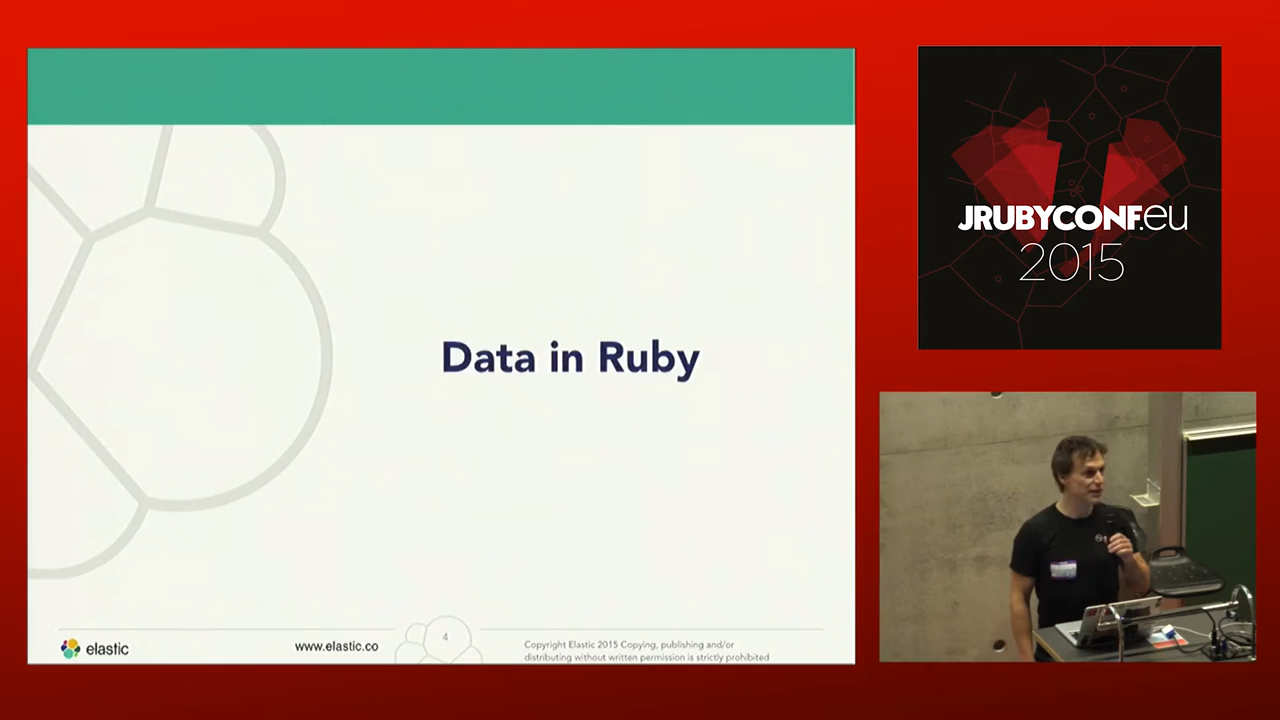 Data in Ruby
elastic
www.elastic.co
4
Copyright Elastic 2015 Copying, publishing and/or
distributing without written permission is strictly prohibited
JRUBYCONF.eu
2015